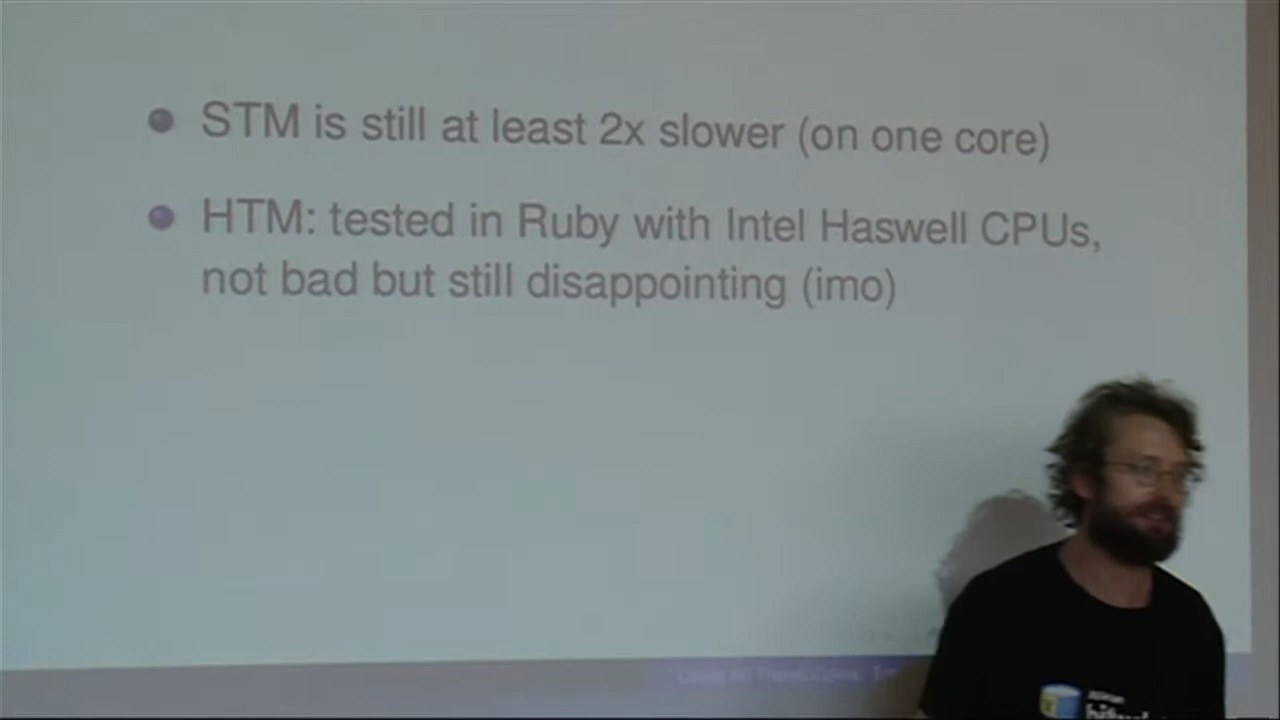 STM is still at least 2x slower (on one core)
HTM: tested in Ruby with Intel Haswell CPUs,
not bad but still disappointing (imo)